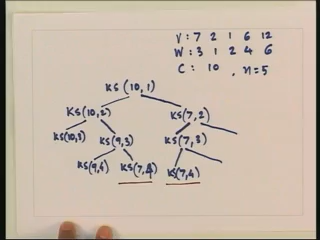 V: 7 2 1 6 12
W: 3 1 2 4 6
C: 10 , n=5
KS(10,1)
KS(10,2) KS(7,2)
KS(10,3) KS(9,3) KS(7,3)
KS(9,4) KS(7,4) KS(7,4)